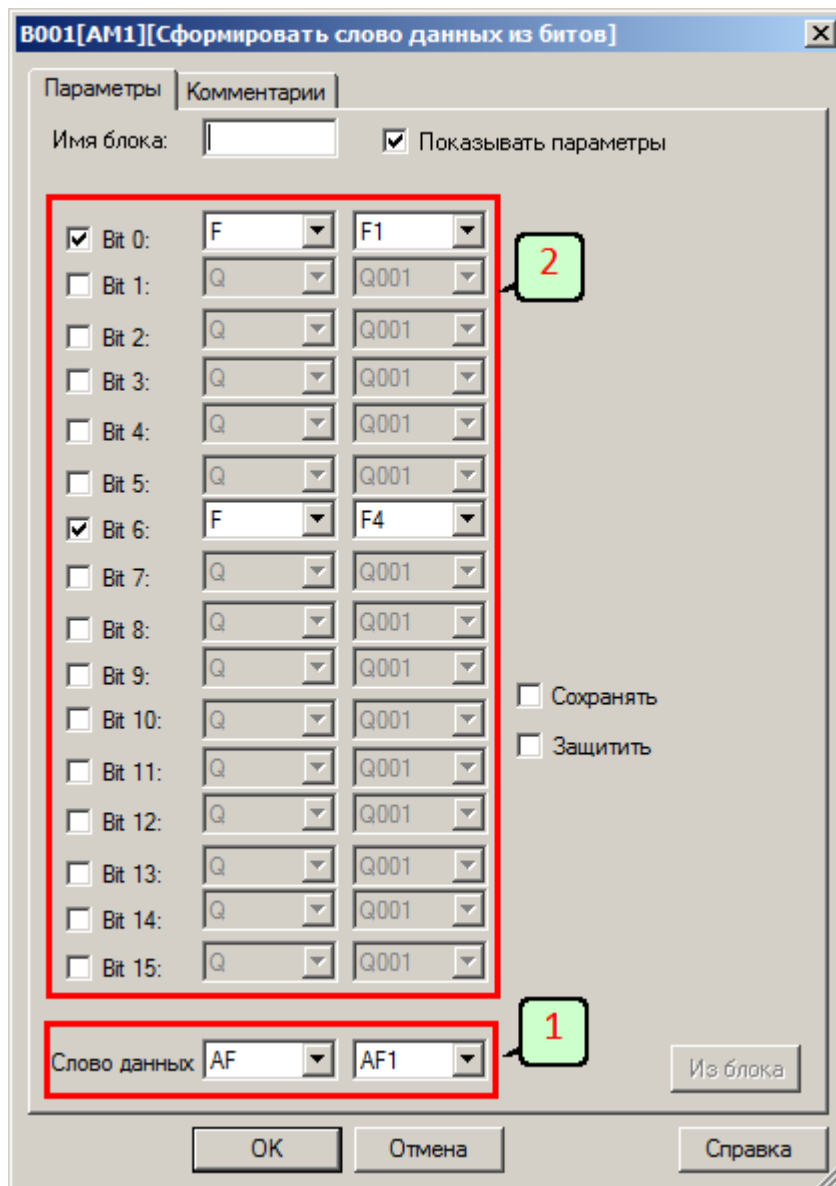 B001[AM1][Сформировать слово данных из битов]
Параметры Комментарии
Имя блока: Показывать параметры
Bit 0: F F1
2
Bit 1: Q Q001
Bit 2: Q Q001
Bit 3: Q Q001
Bit 4: Q Q001
Bit 5: Q Q001
Bit 6: F F4
Bit 7: Q Q001
Bit 8: Q Q001
Bit 9: Q Q001
Сохранять
Bit 10: Q Q001
Защитить
Bit 11: Q Q001
Bit 12: Q Q001
Bit 13: Q Q001
Bit 14: Q Q001
Bit 15: Q Q001
1
Слово данных AF AF1 Из блока
OK Отмена Справка